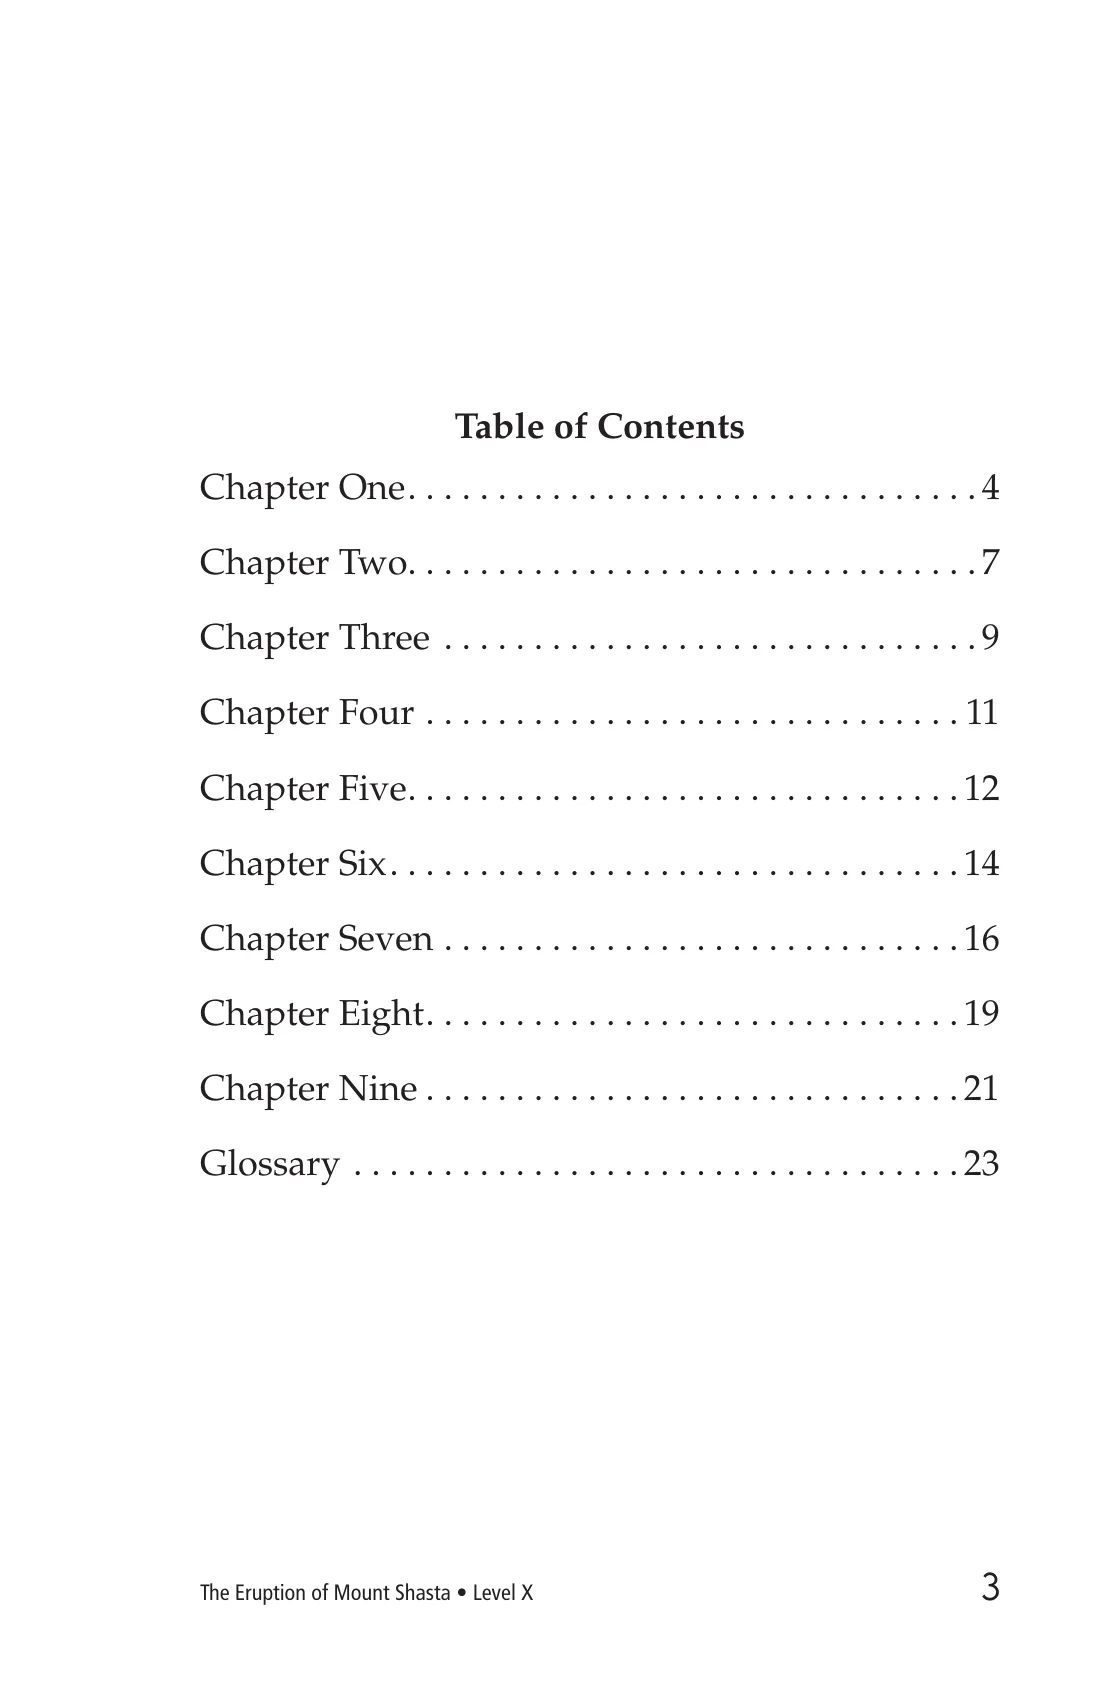 Table of Contents
Chapter One. . . . . . . . . . . . . . . . . . . . . . . . . . . . . . . . 4
Chapter Two. . . . . . . . . . . . . . . . . . . . . . . . . . . . . . . . 7
Chapter Three . . . . . . . . . . . . . . . . . . . . . . . . . . . . . . 9
Chapter Four . . . . . . . . . . . . . . . . . . . . . . . . . . . . . . 11
Chapter Five. . . . . . . . . . . . . . . . . . . . . . . . . . . . . . . 12
Chapter Six. . . . . . . . . . . . . . . . . . . . . . . . . . . . . . . . 14
Chapter Seven . . . . . . . . . . . . . . . . . . . . . . . . . . . . . 16
Chapter Eight. . . . . . . . . . . . . . . . . . . . . . . . . . . . . . 19
Chapter Nine . . . . . . . . . . . . . . . . . . . . . . . . . . . . . . 21
Glossary . . . . . . . . . . . . . . . . . . . . . . . . . . . . . . . . . . 23
The Eruption of Mount Shasta • Level X 3